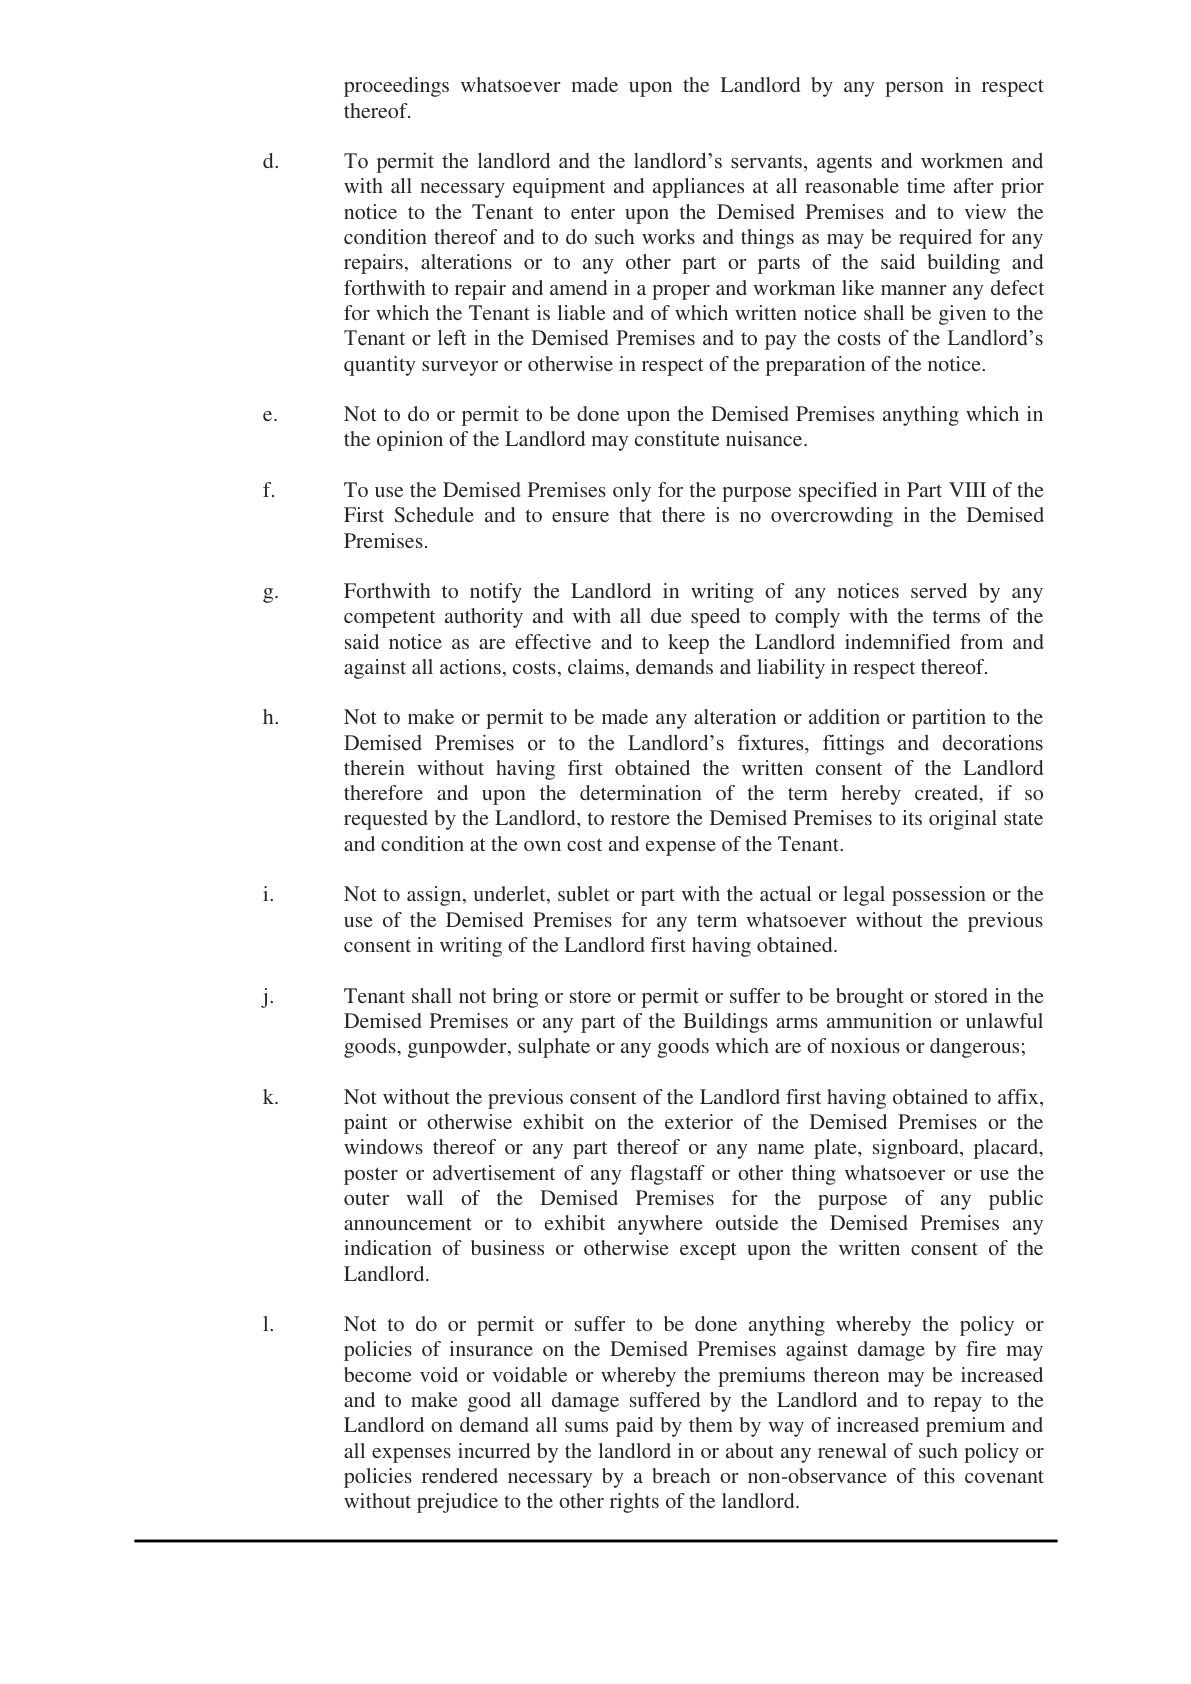 proceedings whatsoever made upon the Landlord by any person in respect
thereof.
d. To permit the landlord and the landlord’s servants, agents and workmen and
with all necessary equipment and appliances at all reasonable time after prior
notice to the Tenant to enter upon the Demised Premises and to view the
condition thereof and to do such works and things as may be required for any
repairs, alterations or to any other part or parts of the said building and
forthwith to repair and amend in a proper and workman like manner any defect
for which the Tenant is liable and of which written notice shall be given to the
Tenant or left in the Demised Premises and to pay the costs of the Landlord’s
quantity surveyor or otherwise in respect of the preparation of the notice.
e. Not to do or permit to be done upon the Demised Premises anything which in
the opinion of the Landlord may constitute nuisance.
f. To use the Demised Premises only for the purpose specified in Part VIII of the
First Schedule and to ensure that there is no overcrowding in the Demised
Premises.
g. Forthwith to notify the Landlord in writing of any notices served by any
competent authority and with all due speed to comply with the terms of the
said notice as are effective and to keep the Landlord indemnified from and
against all actions, costs, claims, demands and liability in respect thereof.
h. Not to make or permit to be made any alteration or addition or partition to the
Demised Premises or to the Landlord’s fixtures, fittings and decorations
therein without having first obtained the written consent of the Landlord
therefore and upon the determination of the term hereby created, if so
requested by the Landlord, to restore the Demised Premises to its original state
and condition at the own cost and expense of the Tenant.
i. Not to assign, underlet, sublet or part with the actual or legal possession or the
use of the Demised Premises for any term whatsoever without the previous
consent in writing of the Landlord first having obtained.
j. Tenant shall not bring or store or permit or suffer to be brought or stored in the
Demised Premises or any part of the Buildings arms ammunition or unlawful
goods, gunpowder, sulphate or any goods which are of noxious or dangerous;
k. Not without the previous consent of the Landlord first having obtained to affix,
paint or otherwise exhibit on the exterior of the Demised Premises or the
windows thereof or any part thereof or any name plate, signboard, placard,
poster or advertisement of any flagstaff or other thing whatsoever or use the
outer wall of the Demised Premises for the purpose of any public
announcement or to exhibit anywhere outside the Demised Premises any
indication of business or otherwise except upon the written consent of the
Landlord.
l. Not to do or permit or suffer to be done anything whereby the policy or
policies of insurance on the Demised Premises against damage by fire may
become void or voidable or whereby the premiums thereon may be increased
and to make good all damage suffered by the Landlord and to repay to the
Landlord on demand all sums paid by them by way of increased premium and
all expenses incurred by the landlord in or about any renewal of such policy or
policies rendered necessary by a breach or non-observance of this covenant
without prejudice to the other rights of the landlord.